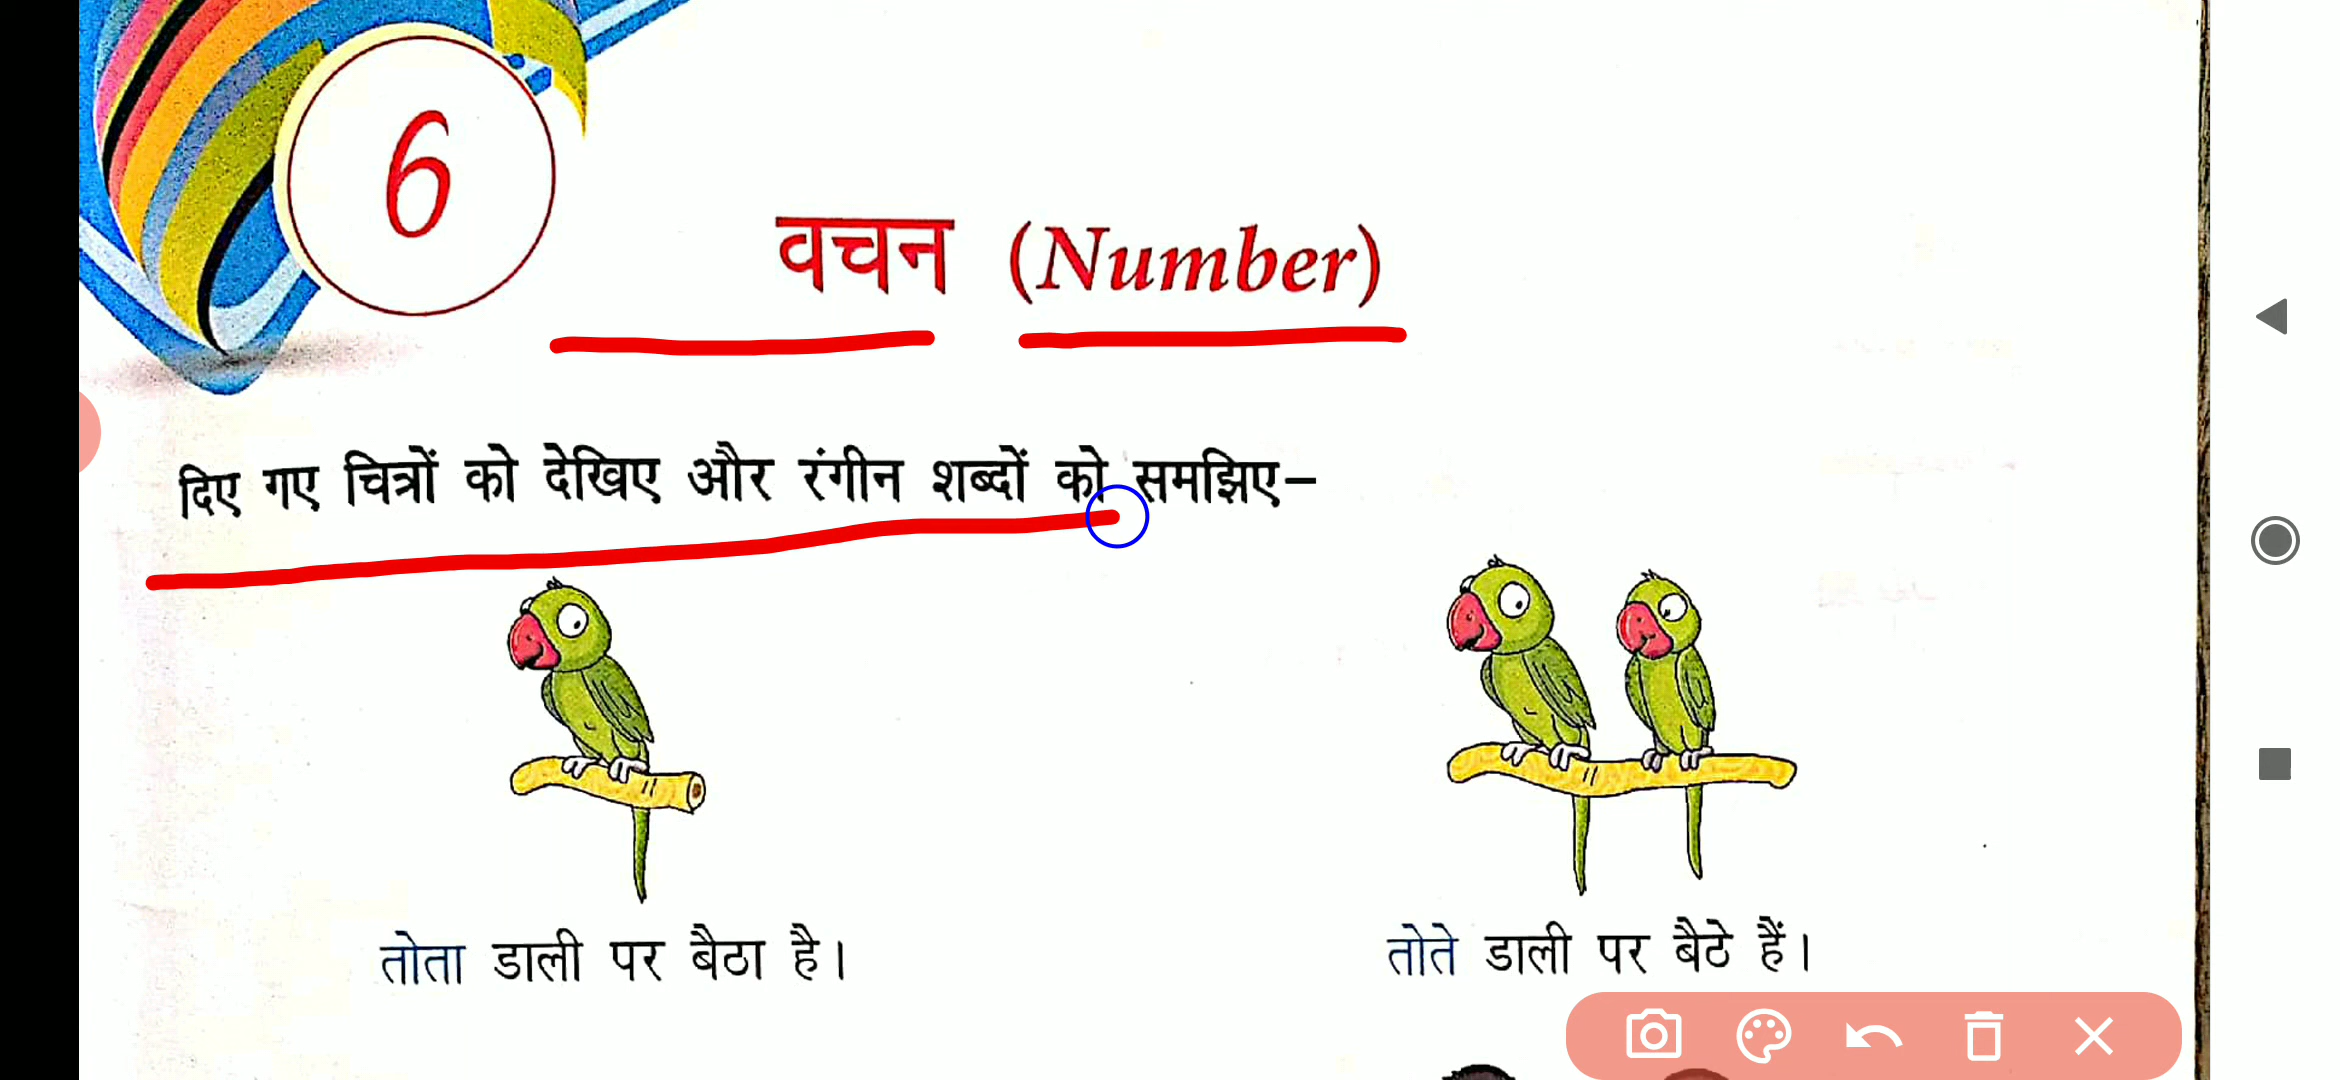 6
वचन (Number)
दिए गए चित्रों को देखिए और रंगीन शब्दों को समझिए–
तोता डाली पर बैठा है।
तोते डाली पर बैठे हैं।